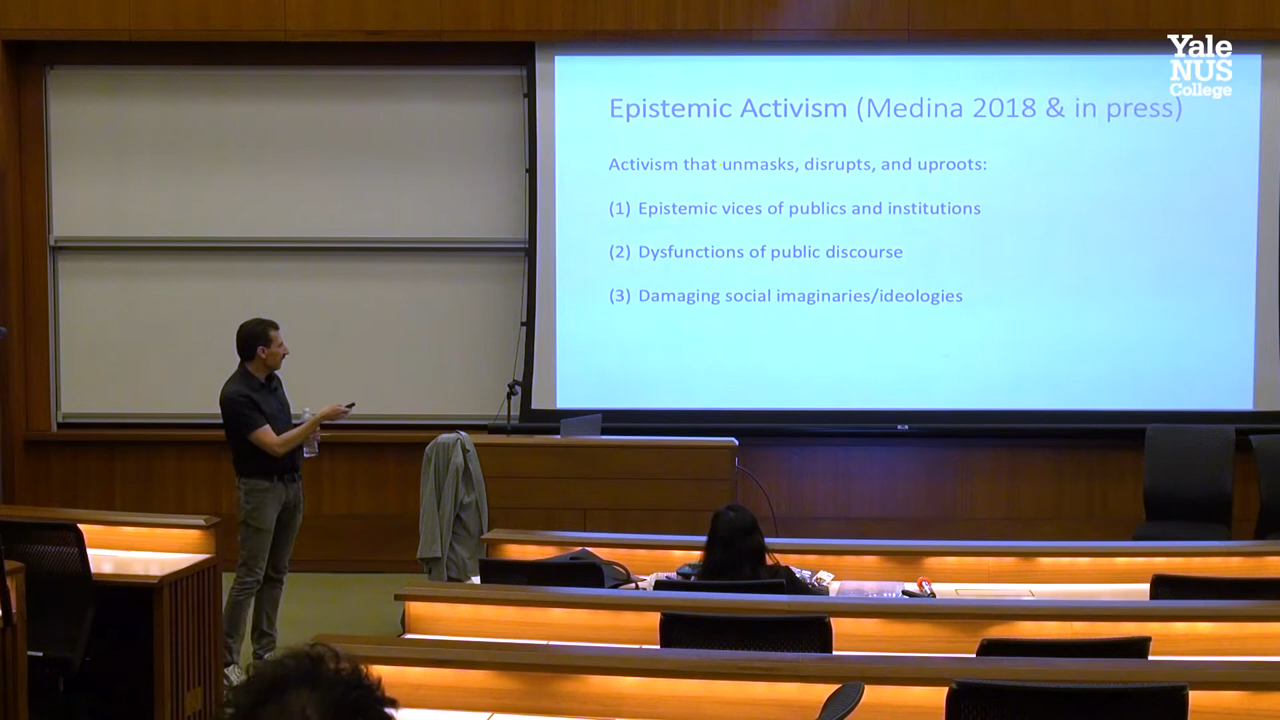 Yale
NUS
College
Epistemic Activism (Medina 2018 & in press)
Activism that unmasks, disrupts, and uproots:
(1) Epistemic vices of publics and institutions
(2) Dysfunctions of public discourse
(3) Damaging social imaginaries/ideologies